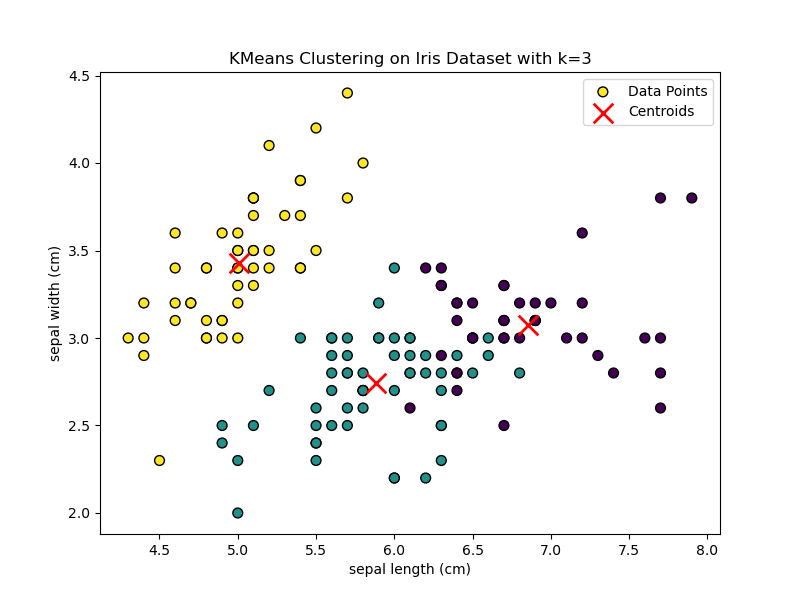 KMeans Clustering on Iris Dataset with k=3
Data Points
Centroids
sepal width (cm)
4.5
4.0
3.5
3.0
2.5
2.0
4.5 5.0 5.5 6.0 6.5 7.0 7.5 8.0
sepal length (cm)